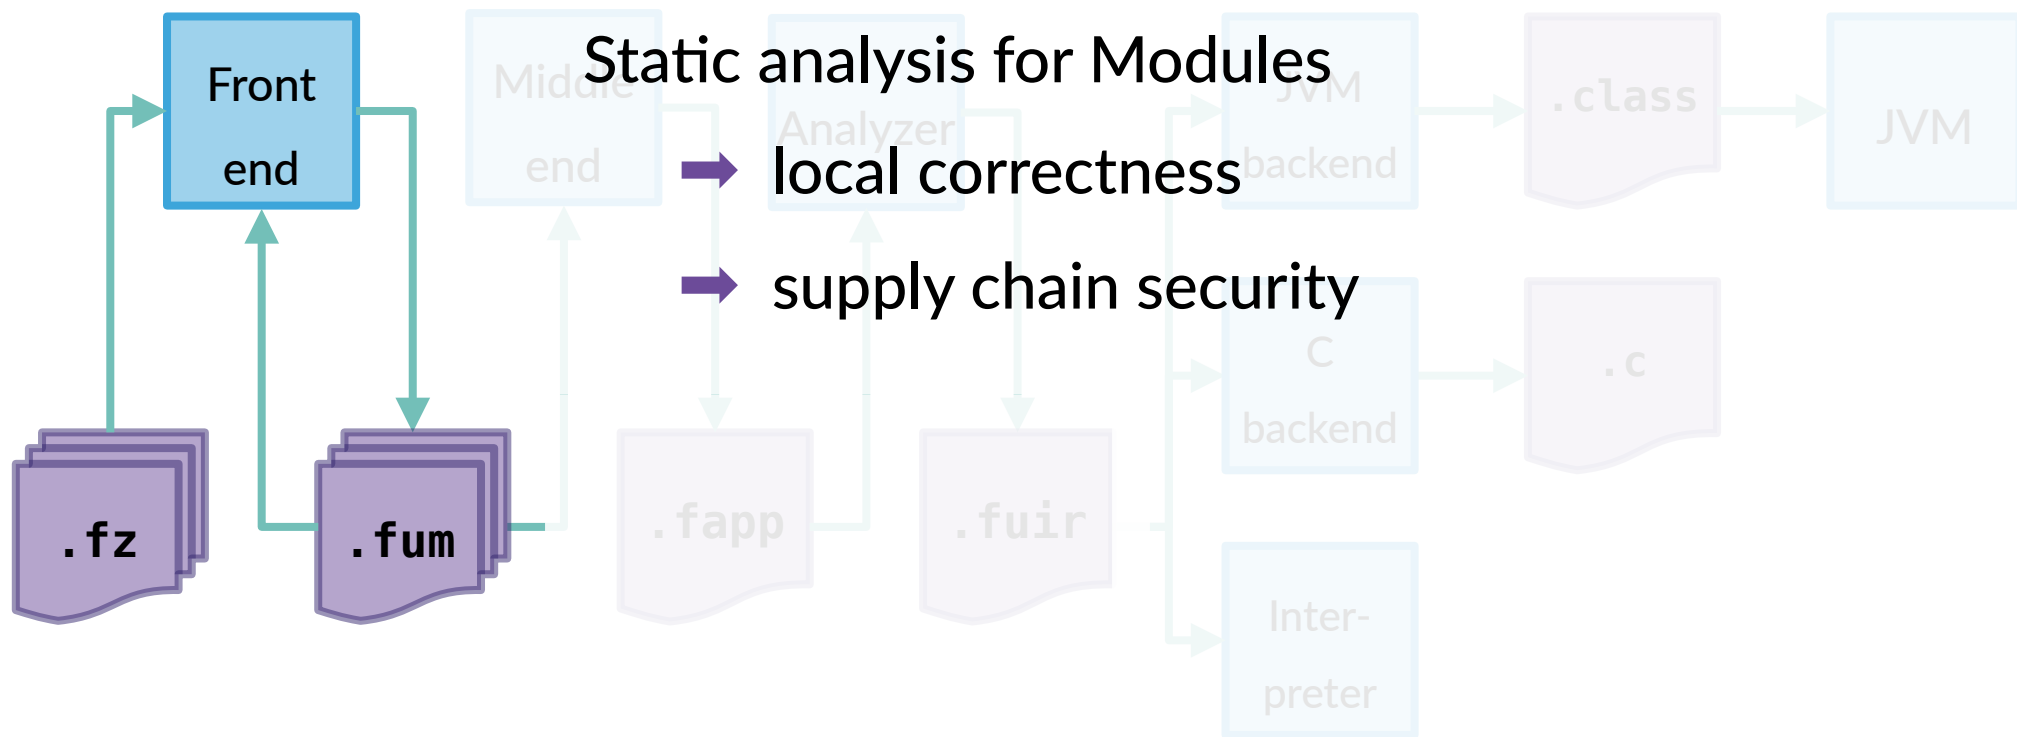 Static analysis for Modules
local correctness
supply chain security
Front
end
Middle
end
Analyzer
JVM
backend
.class
JVM
C
backend
.c
.fz
.fum
.fapp
.fuir
Inter-
preter